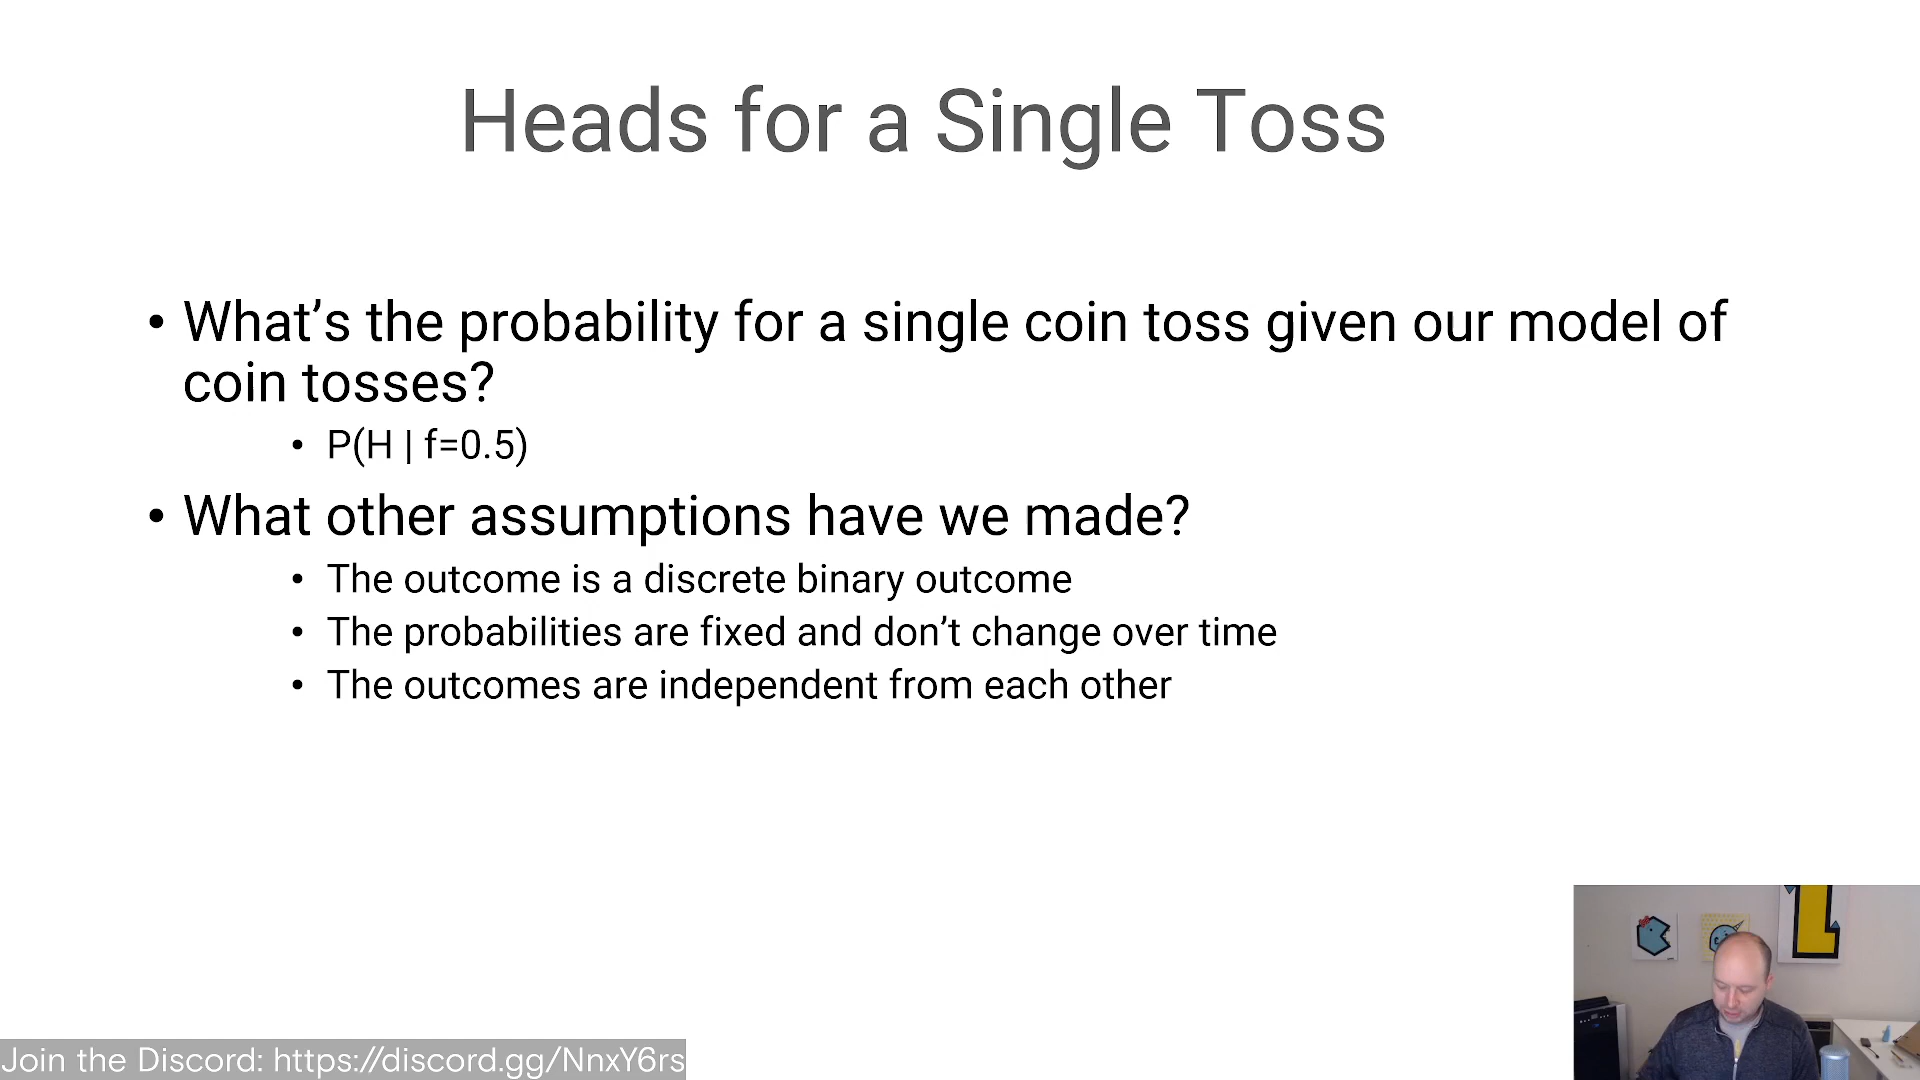 Heads for a Single Toss
• What’s the probability for a single coin toss given our model of
coin tosses?
• P(H | f=0.5)
• What other assumptions have we made?
• The outcome is a discrete binary outcome
• The probabilities are fixed and don’t change over time
• The outcomes are independent from each other
Join the Discord: https://discord.gg/NnxY6rs